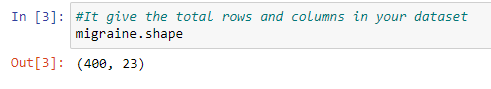 In [3]: #It give the total rows and columns in your dataset
migraine.shape
Out[3]: (400, 23)